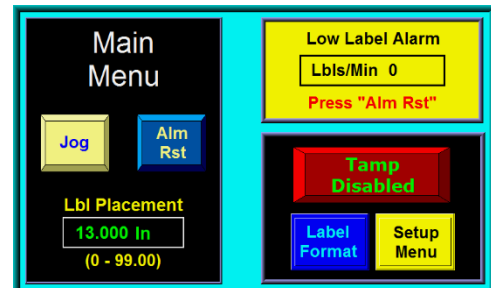 Main
Menu
Jog
Alm
Rst
Lbl Placement
13.000 In
(0 - 99.00)
Low Label Alarm
Lbls/Min 0
Press "Alm Rst"
Tamp
Disabled
Label
Format
Setup
Menu